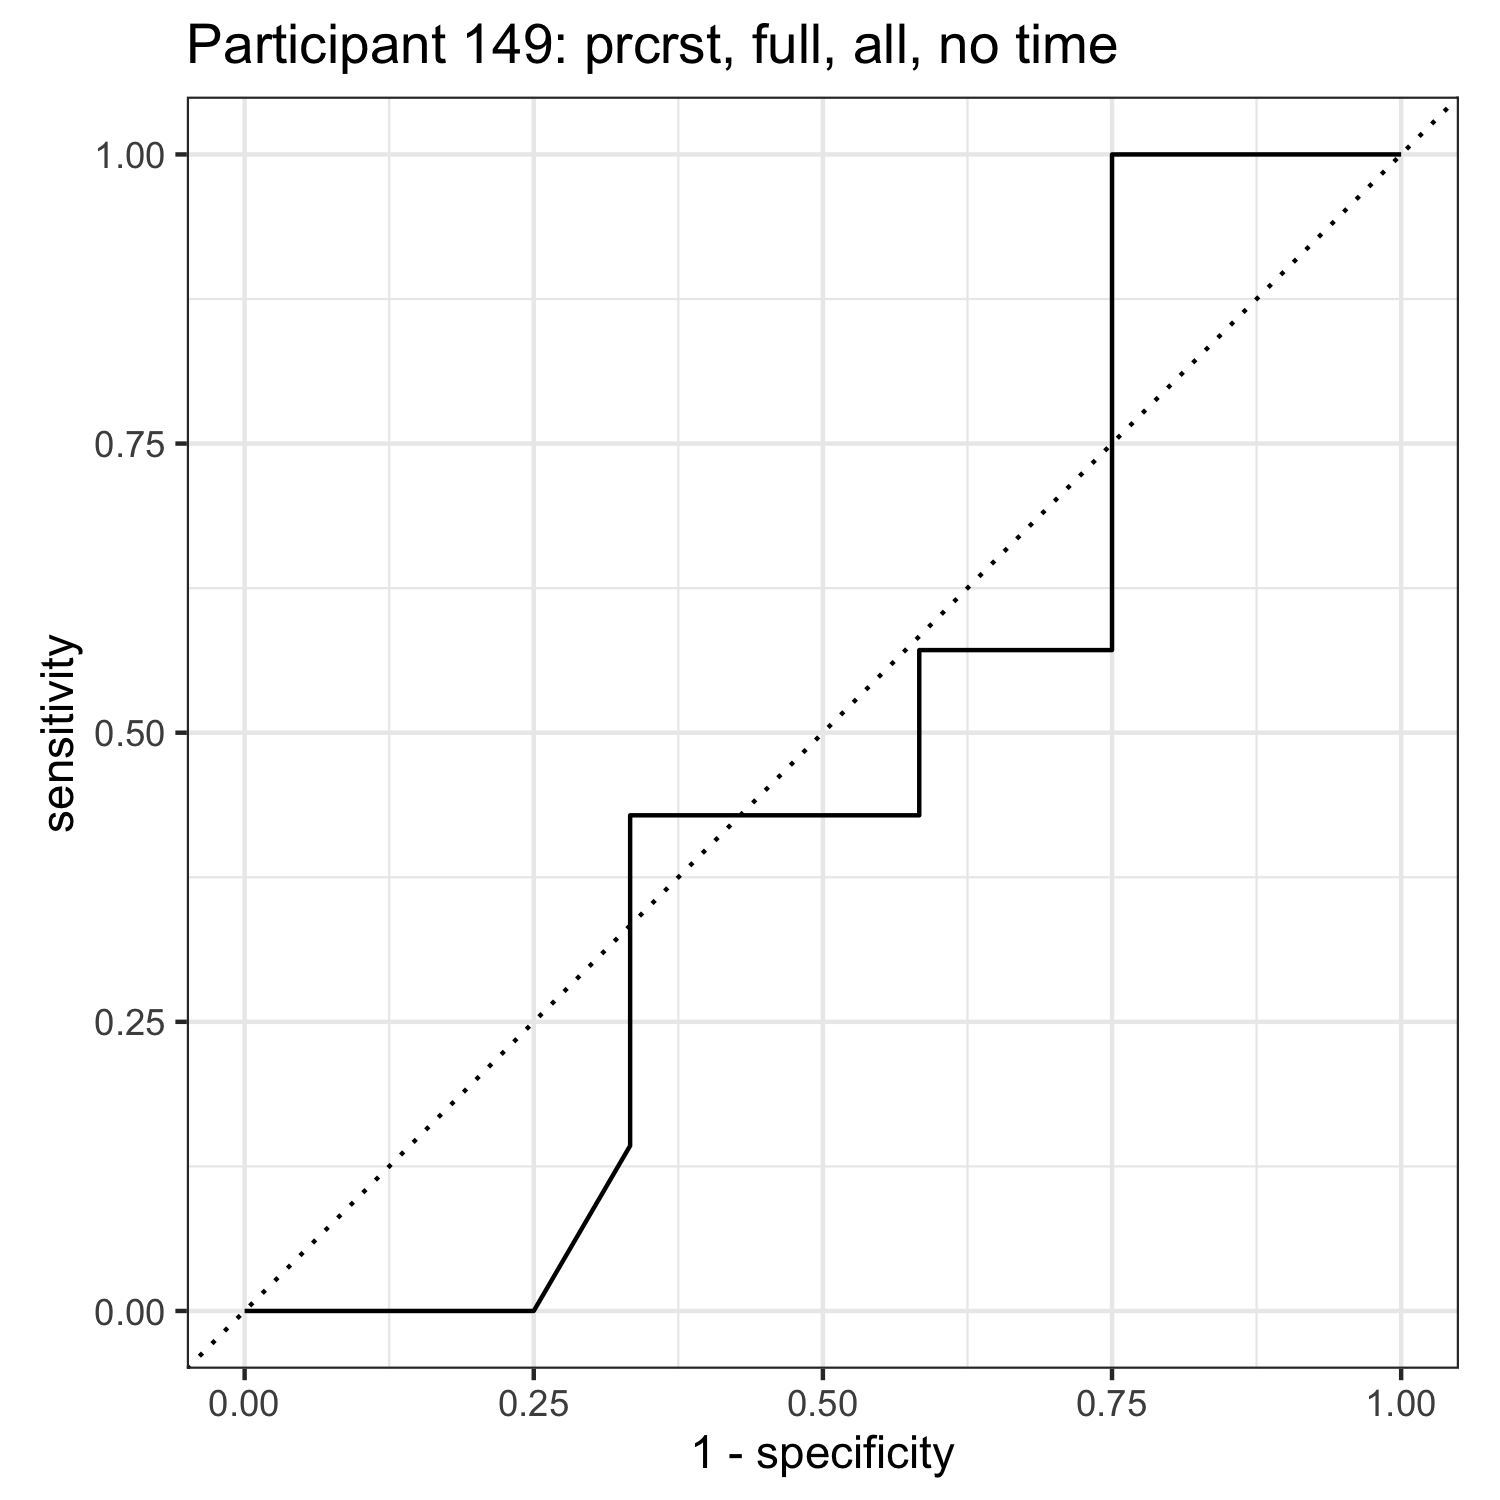 Participant 149: prcrst, full, all, no time
1.00
0.75
0.50
0.25
0.00
sensitivity
0.00 0.25 0.50 0.75 1.00
1 - specificity